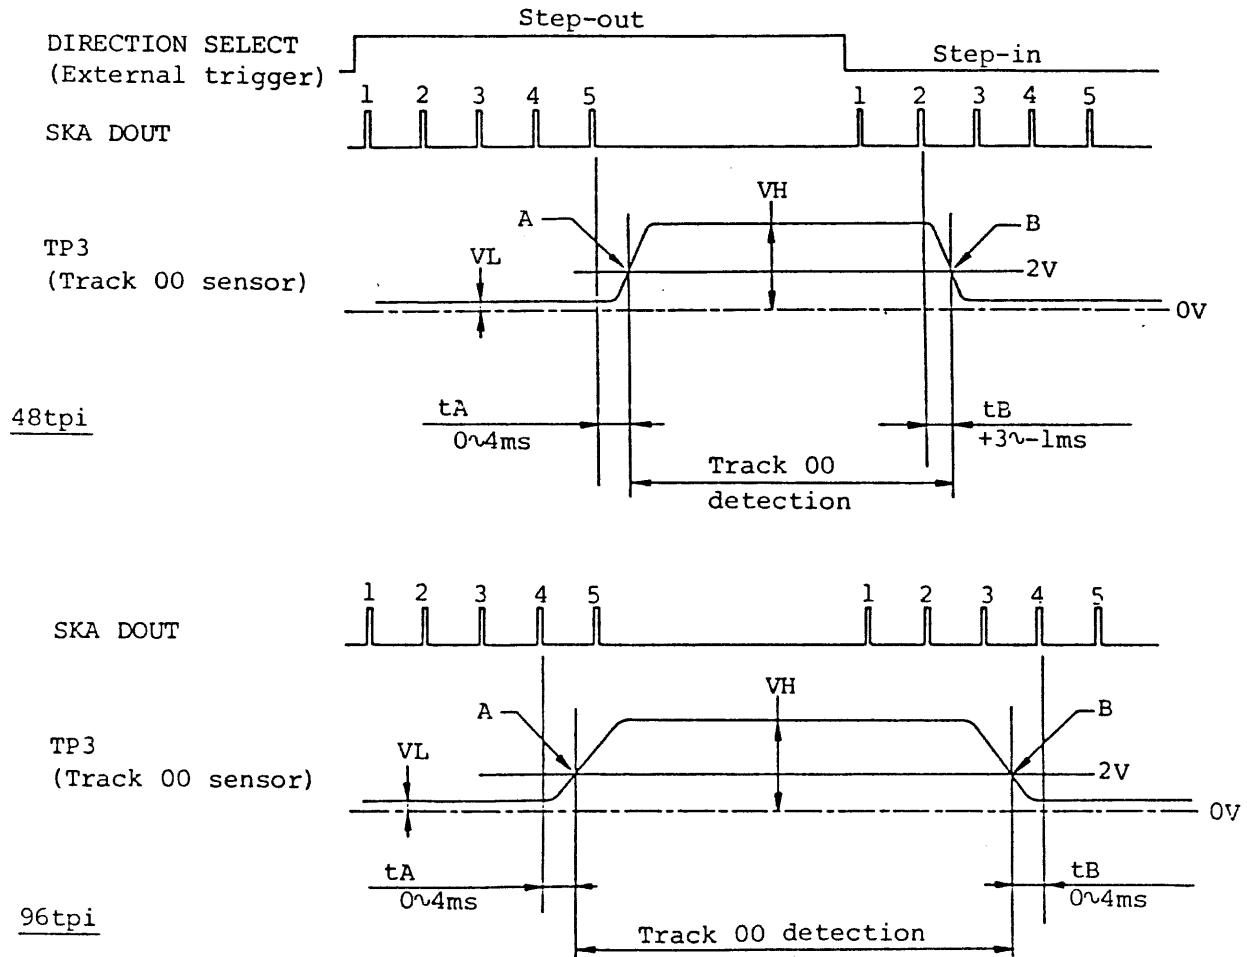 Step-out
DIRECTION SELECT
(External trigger)
Step-in
1 2 3 4 5 1 2 3 4 5
SKA DOUT
VH
A
B
TP3
(Track 00 sensor)
VL
2V
0V
48tpi
tA
0~4ms
tB
+3~-1ms
Track 00
detection
1 2 3 4 5 1 2 3 4 5
SKA DOUT
VH
A
B
TP3
(Track 00 sensor)
VL
2V
0V
tA
0~4ms
tB
0~4ms
96tpi
Track 00 detection